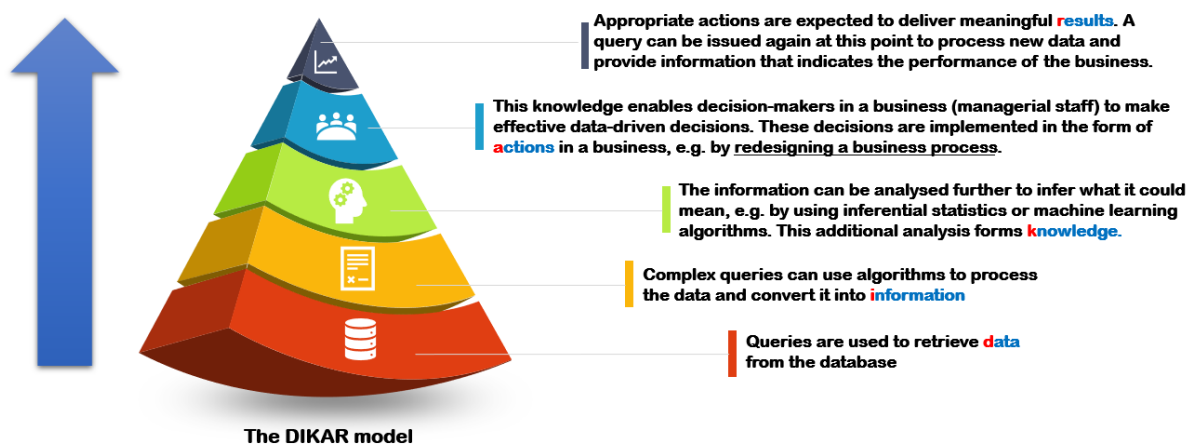 Appropriate actions are expected to deliver meaningful results. A
query can be issued again at this point to process new data and
provide information that indicates the performance of the business.
This knowledge enables decision-makers in a business (managerial staff) to make
effective data-driven decisions. These decisions are implemented in the form of
actions in a business, e.g. by redesigning a business process.
The information can be analysed further to infer what it could
mean, e.g. by using inferential statistics or machine learning
algorithms. This additional analysis forms knowledge.
Complex queries can use algorithms to process
the data and convert it into information
Queries are used to retrieve data
from the database
The DIKAR model